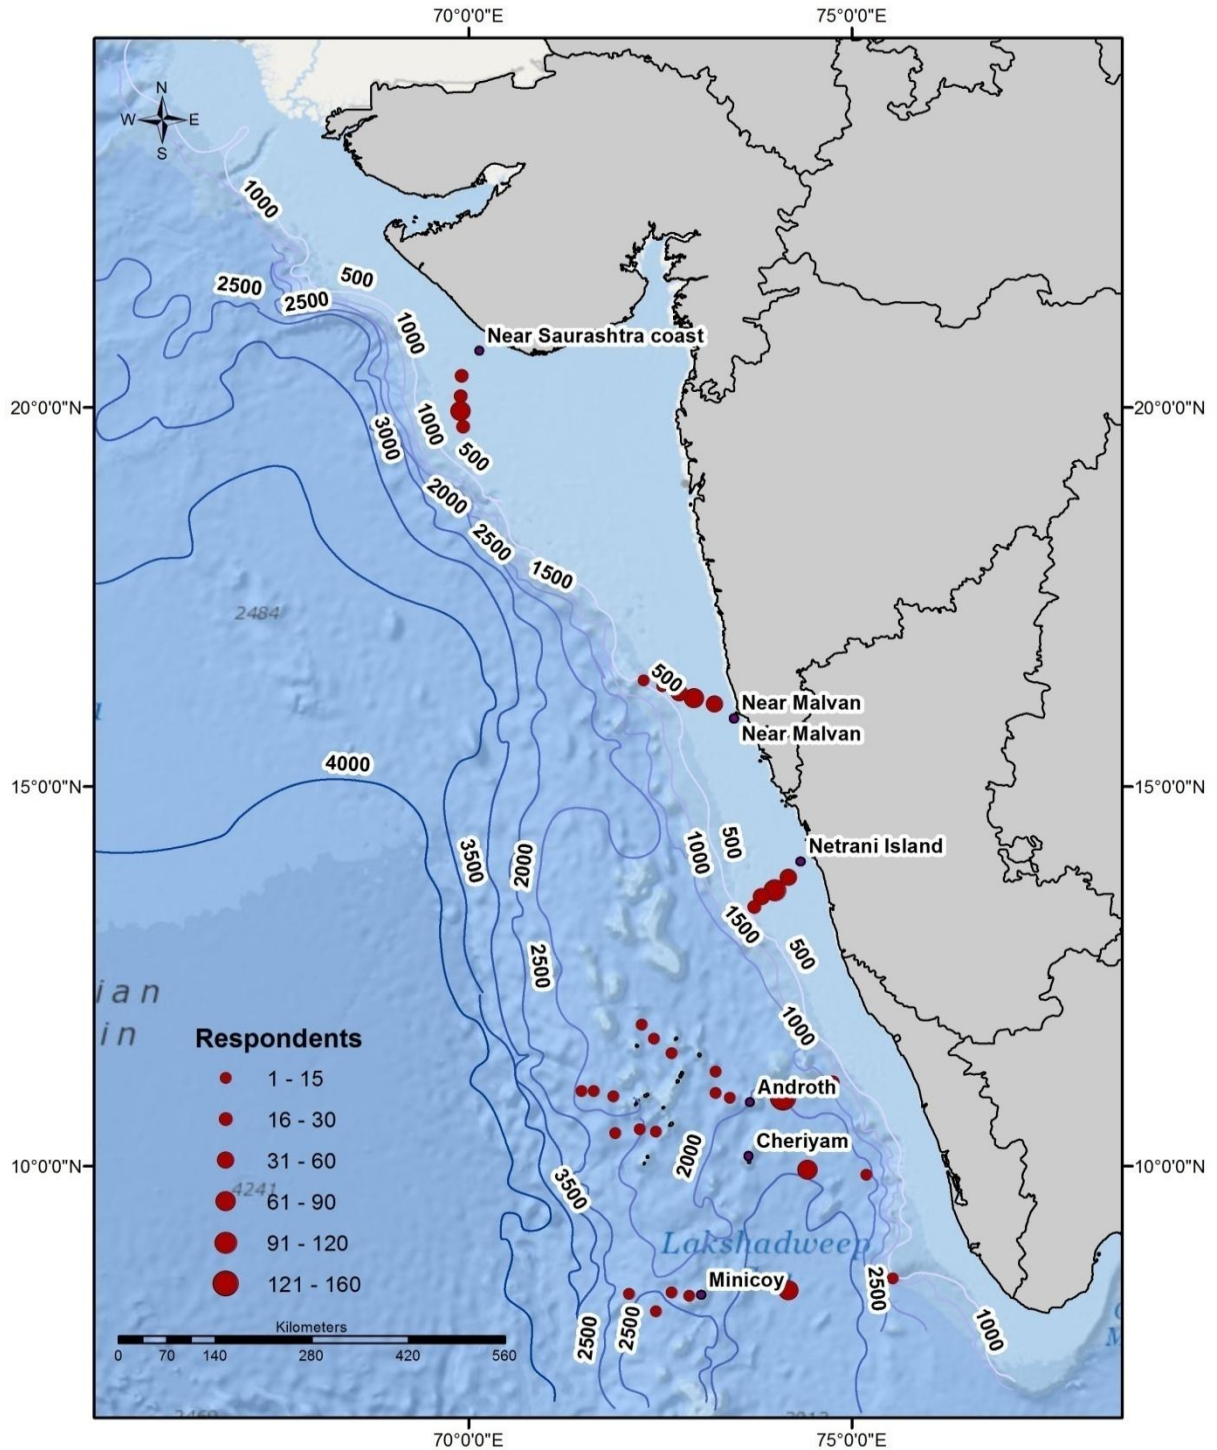 70°0'0"E 75°0'0"E
N
W E
S
1000
2500
2500
500
1000
Near Saurashtra coast
20°0'0"N 20°0'0"N
3000
1000
500
2000
2500
1500
2484
500
Near Malvan
Near Malvan
15°0'0"N 15°0'0"N
4000
3500
2000
1000
500
Netrani Island
1500
500
2500
ian
in
1000
Respondents
1 - 15
16 - 30
31 - 60
61 - 90
91 - 120
121 - 160
Androth
Cheriyam
2000
10°0'0"N 10°0'0"N
3500
4241
Lakshadweep
Minicoy
2500
2500
2500
1000
Kilometers
0 70 140 280 420 560
70°0'0"E 75°0'0"E